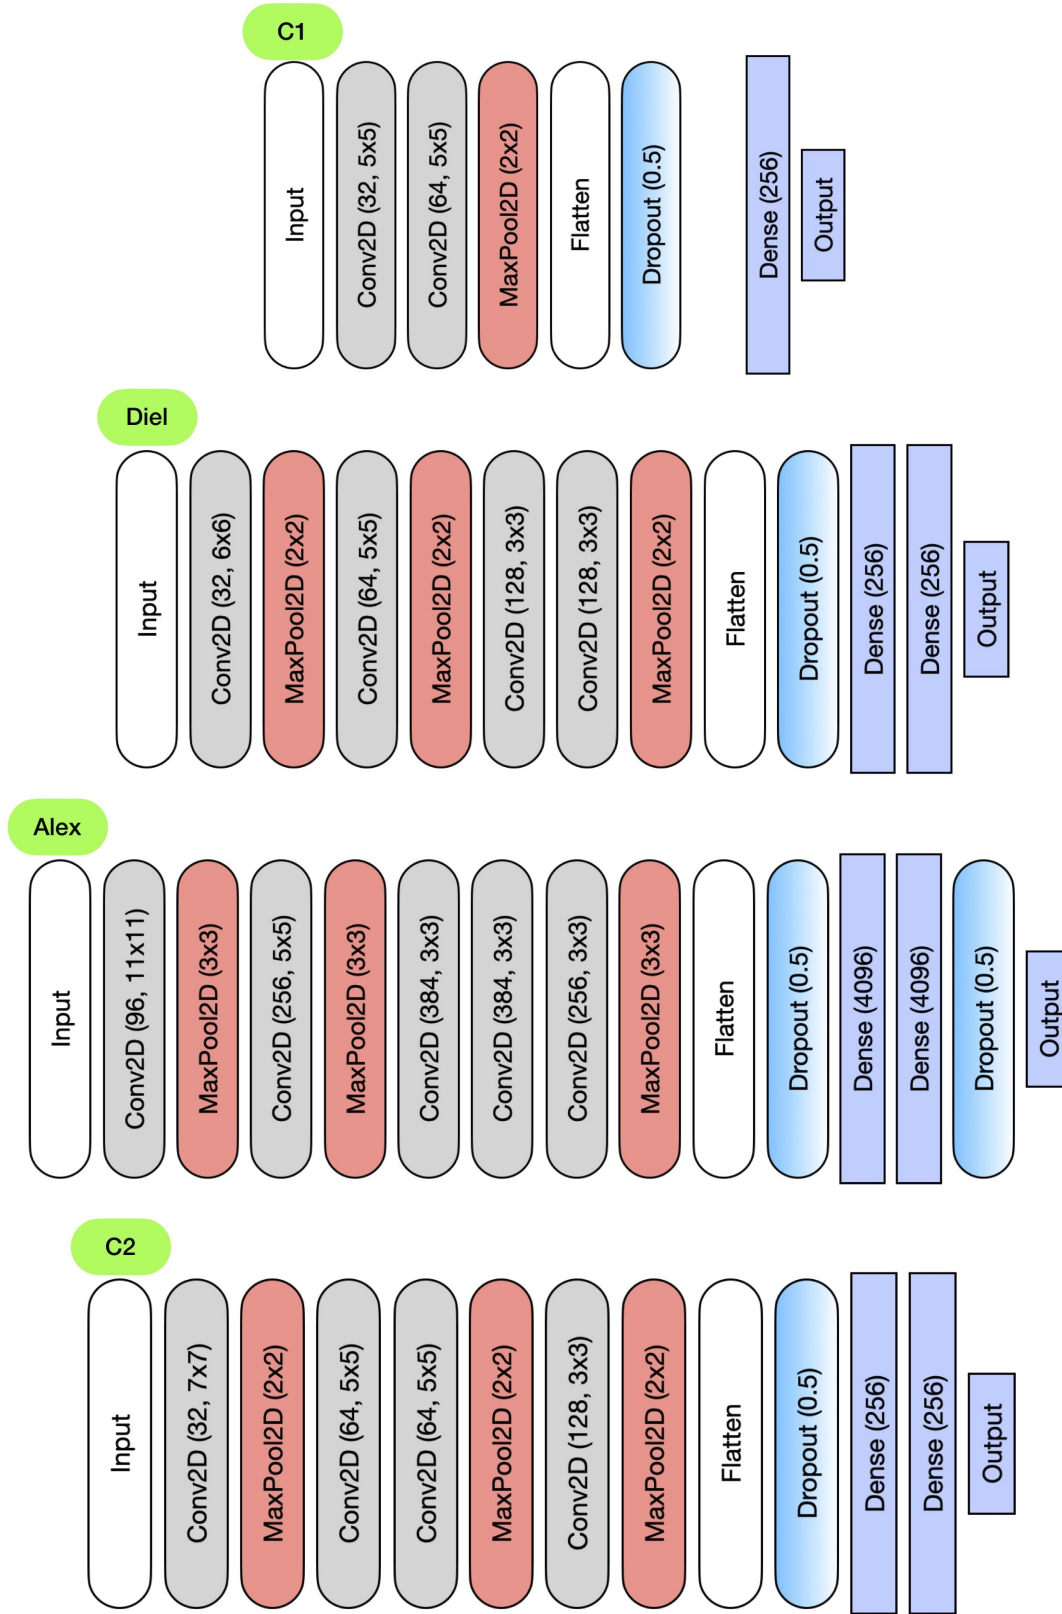 C1
Input
Conv2D (32, 5x5)
Conv2D (64, 5x5)
MaxPool2D (2x2)
Flatten
Dropout (0.5)
Dense (256)
Output
Diel
Input
Conv2D (32, 6x6)
MaxPool2D (2x2)
Conv2D (64, 5x5)
MaxPool2D (2x2)
Conv2D (128, 3x3)
Conv2D (128, 3x3)
MaxPool2D (2x2)
Flatten
Dropout (0.5)
Dense (256)
Dense (256)
Output
Alex
Input
Conv2D (96, 11x11)
MaxPool2D (3x3)
Conv2D (256, 5x5)
MaxPool2D (3x3)
Conv2D (384, 3x3)
Conv2D (384, 3x3)
Conv2D (256, 3x3)
MaxPool2D (3x3)
Flatten
Dropout (0.5)
Dense (4096)
Dense (4096)
Dropout (0.5)
Output
C2
Input
Conv2D (32, 7x7)
MaxPool2D (2x2)
Conv2D (64, 5x5)
Conv2D (64, 5x5)
MaxPool2D (2x2)
Conv2D (128, 3x3)
MaxPool2D (2x2)
Flatten
Dropout (0.5)
Dense (256)
Dense (256)
Output